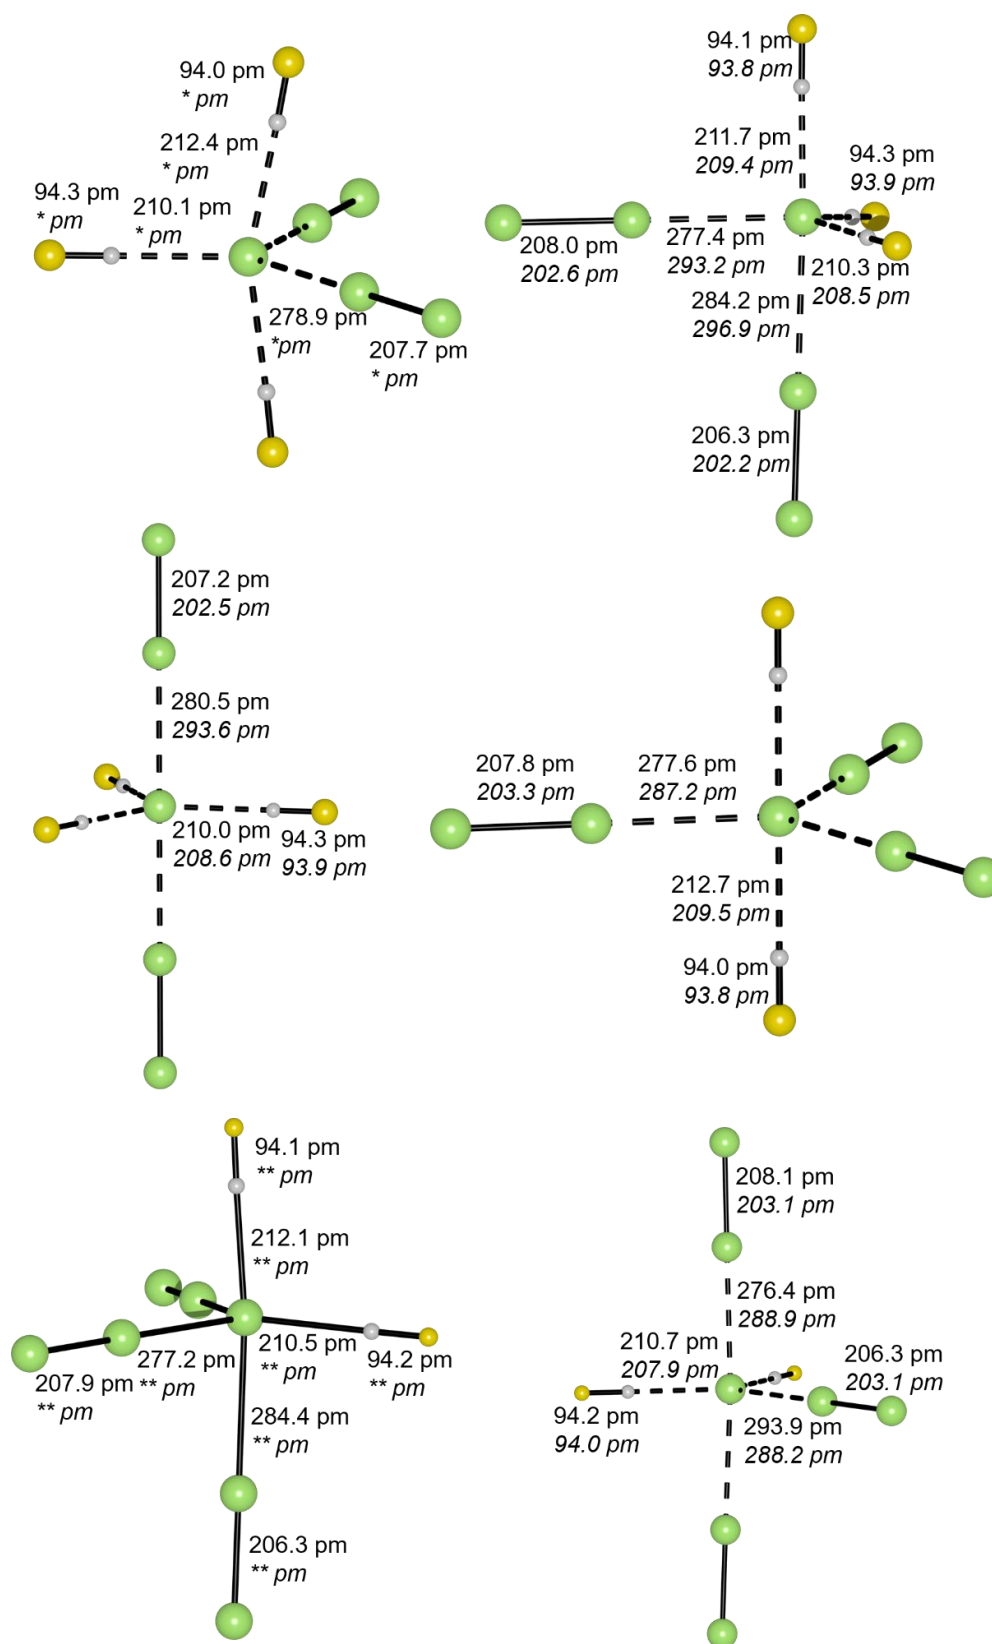 94.0 pm
* pm
212.4 pm
* pm
94.3 pm
* pm
210.1 pm
* pm
278.9 pm
*pm
207.7 pm
* pm
94.1 pm
93.8 pm
211.7 pm
209.4 pm
94.3 pm
93.9 pm
208.0 pm
202.6 pm
277.4 pm
293.2 pm
210.3 pm
208.5 pm
284.2 pm
296.9 pm
206.3 pm
202.2 pm
207.2 pm
202.5 pm
280.5 pm
293.6 pm
210.0 pm
208.6 pm
94.3 pm
93.9 pm
207.8 pm
203.3 pm
277.6 pm
287.2 pm
212.7 pm
209.5 pm
94.0 pm
93.8 pm
94.1 pm
** pm
212.1 pm
** pm
207.9 pm
** pm
277.2 pm
** pm
210.5 pm
** pm
94.2 pm
** pm
284.4 pm
** pm
206.3 pm
** pm
208.1 pm
203.1 pm
276.4 pm
288.9 pm
210.7 pm
207.9 pm
206.3 pm
203.1 pm
94.2 pm
94.0 pm
293.9 pm
288.2 pm